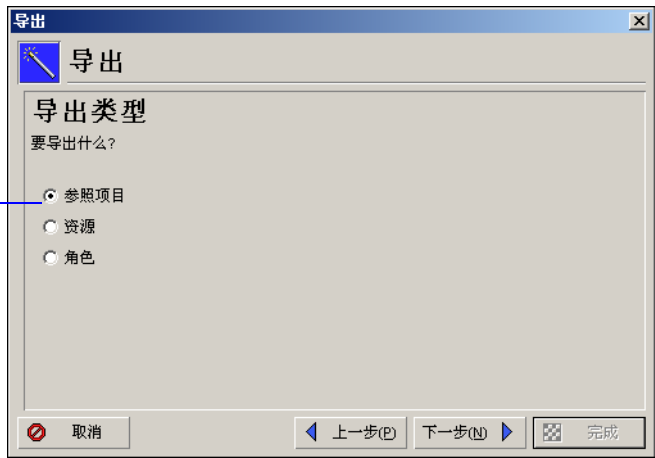 导出
导出
导出类型
要导出什么?
参照项目
资源
角色
取消
上一步(P)
下一步(N)
完成